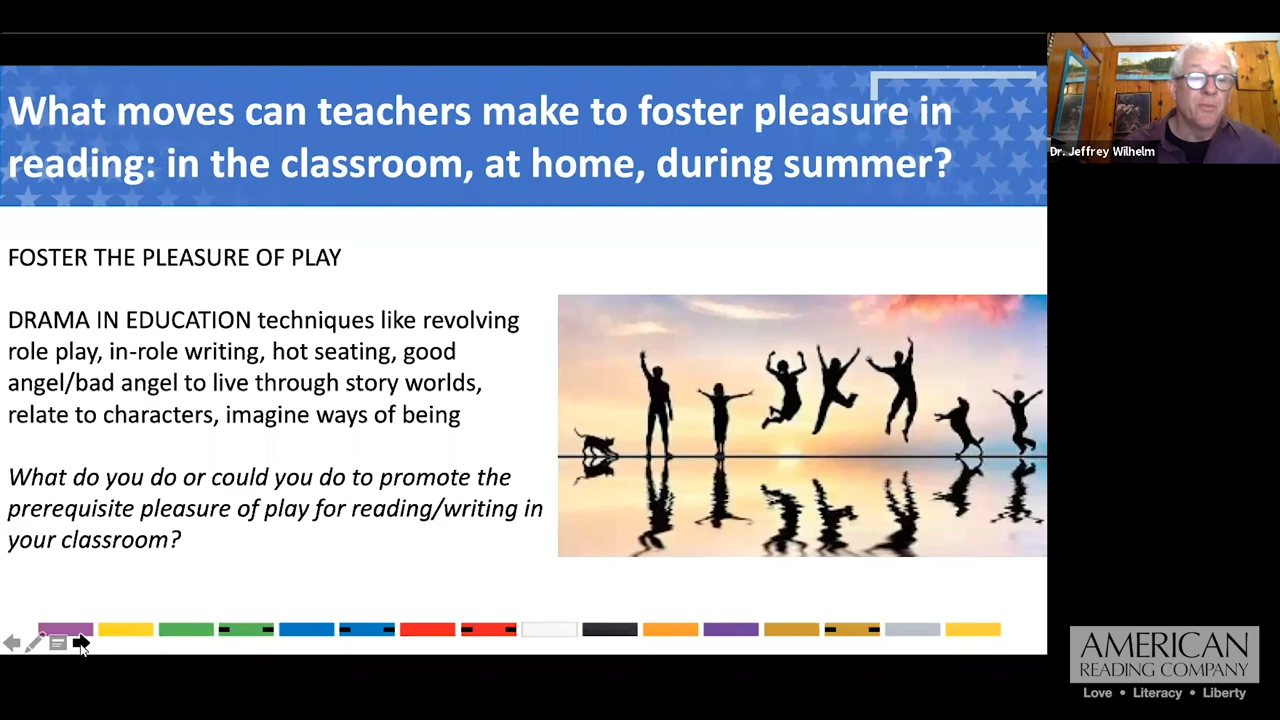 What moves can teachers make to foster pleasure in
reading: in the classroom, at home, during summer?
Dr. Jeffrey Wilhelm
FOSTER THE PLEASURE OF PLAY
DRAMA IN EDUCATION techniques like revolving
role play, in-role writing, hot seating, good
angel/bad angel to live through story worlds,
relate to characters, imagine ways of being
What do you do or could you do to promote the
prerequisite pleasure of play for reading/writing in
your classroom?
AMERICAN
READING COMPANY
Love • Literacy • Liberty